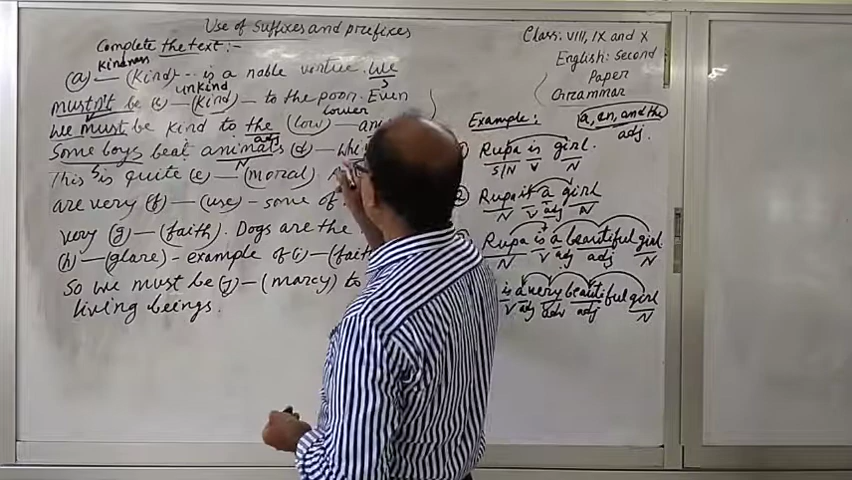 Use of Suffixes and prefixes
Complete the text:-
kindness
(a) — (Kind) - is a noble virtue. We
unkind
mustn't be (c) — (kind) — to the poor. Even
lower
we must be kind to the (low) — an
adj
Some boys beat animals (d) — whe
N
This is quite (e) — (moral).
are very (f) — (use) - some of
very (g) — (faith). Dogs are the
(h) — (glare) - example of (i) — (fait
So we must be (j) — (marcy) to
living beings.
Class: VIII, IX and X
English: Second
Paper
Grammar
a, an, and the
adj.
Example:
Rupa is girl.
S/N V N
② Rupa is a girl
N V adj N
Rupa is a beautiful girl
N V adj adj N
is a very beautiful girl
V adj adv adj N